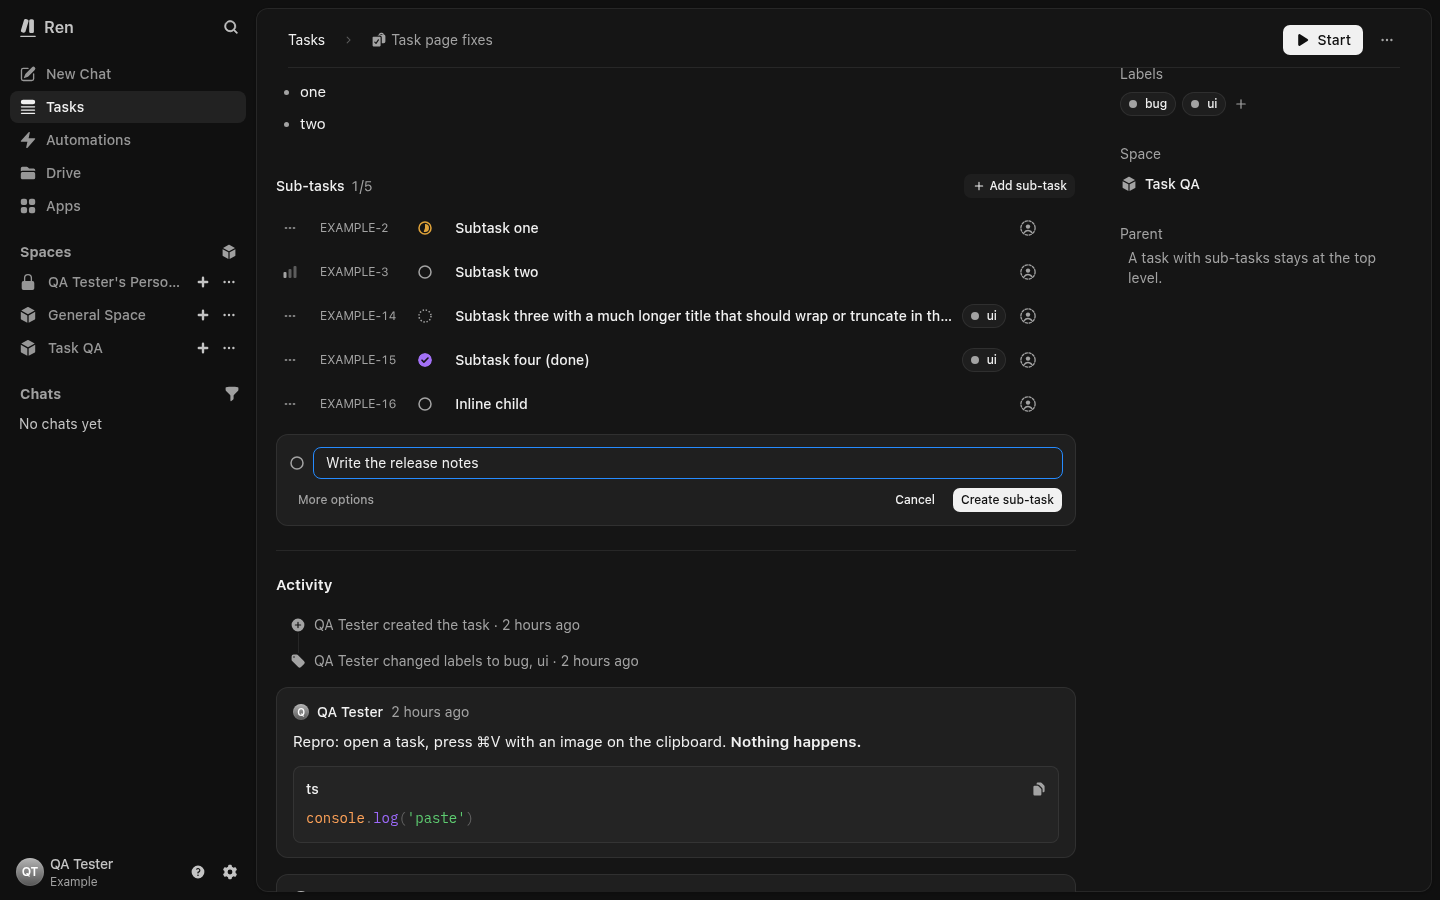 Ren
New Chat
Tasks
Automations
Drive
Apps
Spaces
QA Tester's Perso...
General Space
Task QA
Chats
No chats yet
QT
QA Tester
Example
Tasks
Task page fixes
Start
one
two
Sub-tasks 1/5
Add sub-task
EXAMPLE-2 Subtask one
EXAMPLE-3 Subtask two
EXAMPLE-14 Subtask three with a much longer title that should wrap or truncate in th... ui
EXAMPLE-15 Subtask four (done) ui
EXAMPLE-16 Inline child
Write the release notes
More options
Cancel
Create sub-task
Activity
QA Tester created the task · 2 hours ago
QA Tester changed labels to bug, ui · 2 hours ago
Q QA Tester 2 hours ago
Repro: open a task, press ⌘V with an image on the clipboard. Nothing happens.
ts
console.log('paste')
Labels
bug ui
Space
Task QA
Parent
A task with sub-tasks stays at the top
level.